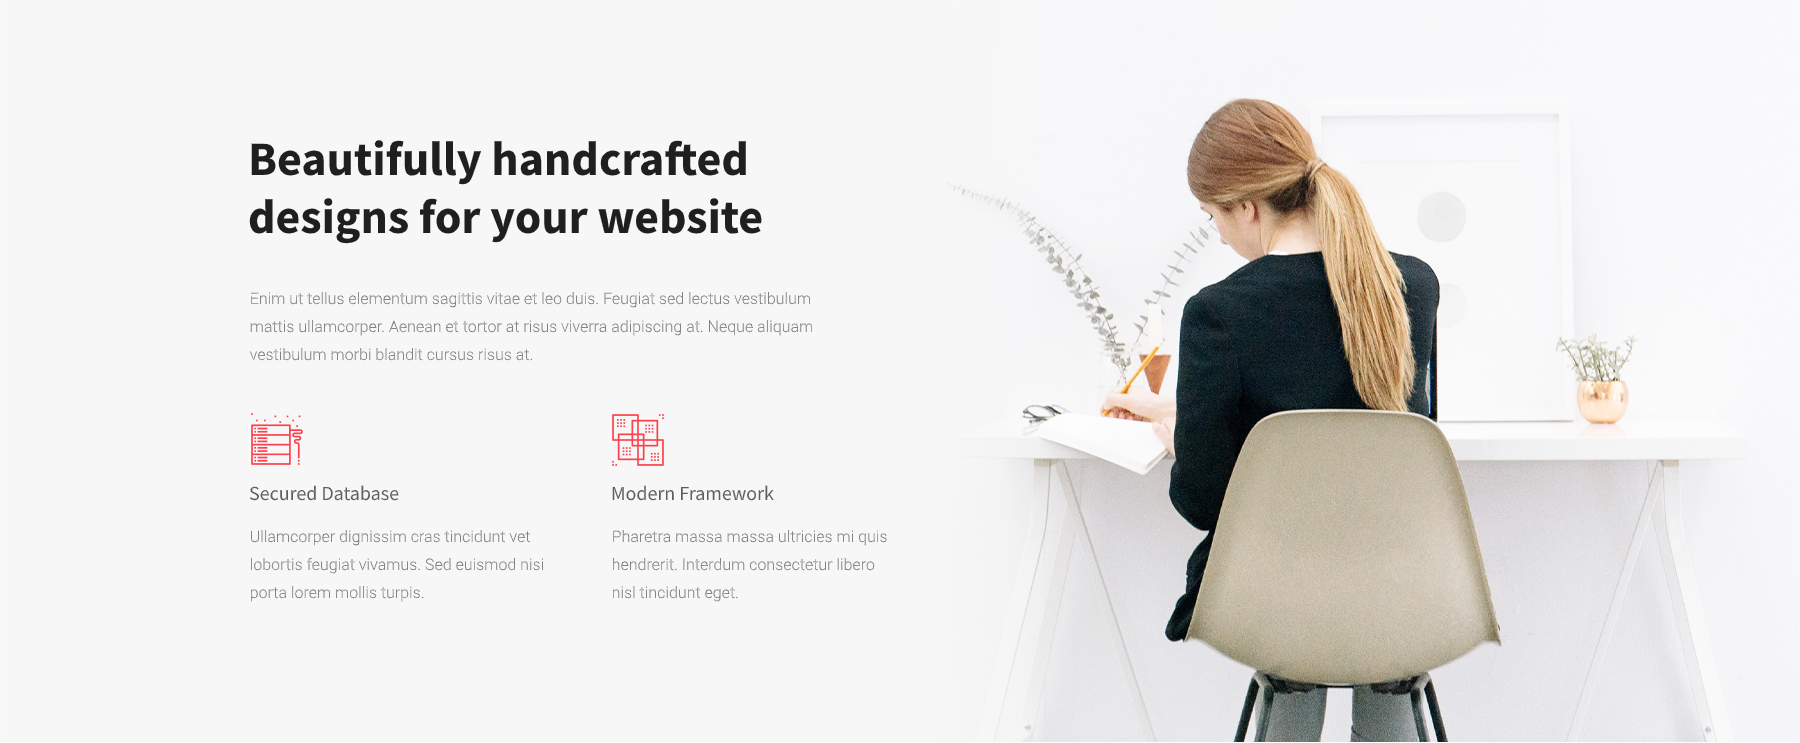 Beautifully handcrafted
designs for your website
Enim ut tellus elementum sagittis vitae et leo duis. Feugiat sed lectus vestibulum
mattis ullamcorper. Aenean et tortor at risus viverra adipiscing at. Neque aliquam
vestibulum morbi blandit cursus risus at.
Secured Database
Ullamcorper dignissim cras tincidunt vet
lobortis feugiat vivamus. Sed euismod nisi
porta lorem mollis turpis.
Modern Framework
Pharetra massa massa ultricies mi quis
hendrerit. Interdum consectetur libero
nisl tincidunt eget.